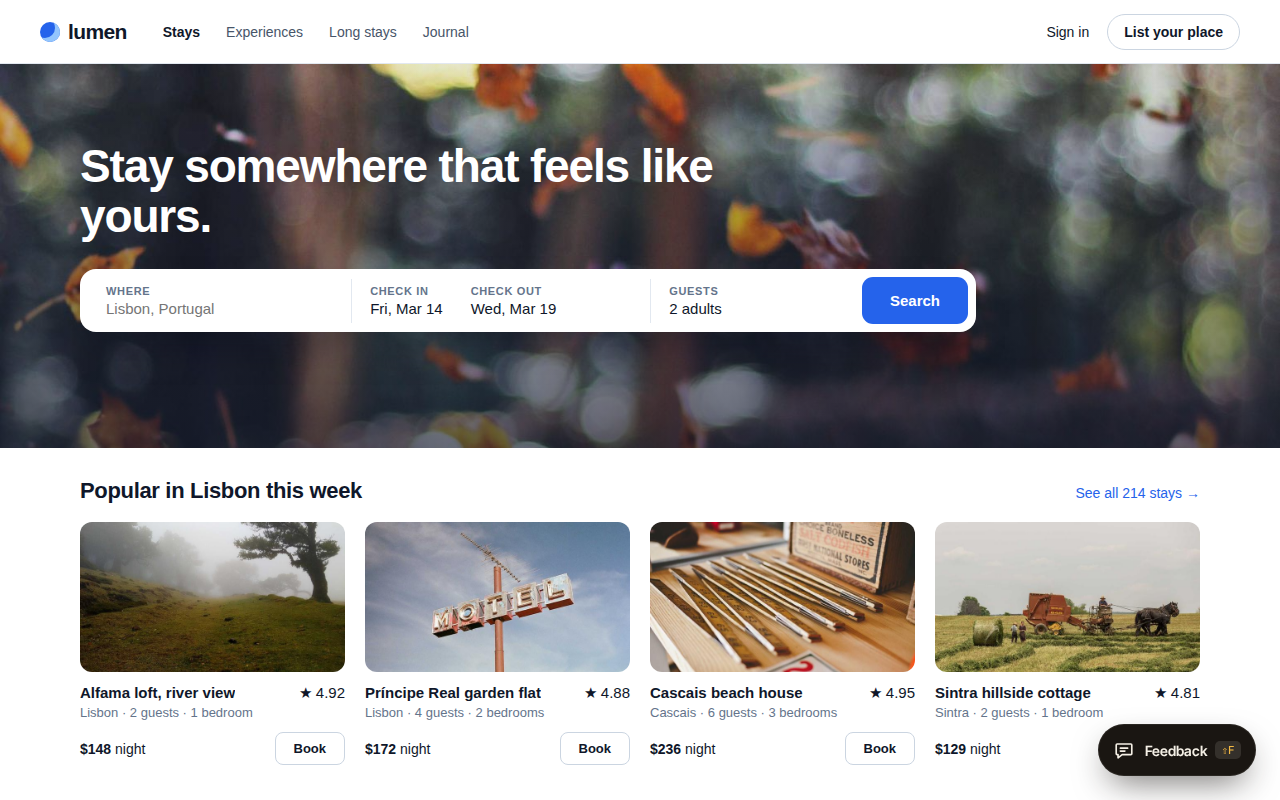 lumen
Stays
Experiences
Long stays
Journal
Sign in
List your place
Stay somewhere that feels like
yours.
WHERE
Lisbon, Portugal
CHECK IN
Fri, Mar 14
CHECK OUT
Wed, Mar 19
GUESTS
2 adults
Search
Popular in Lisbon this week
See all 214 stays →
MOTEL
BONELESS
SALT CODFISH
NATIONAL STORES
Alfama loft, river view
★ 4.92
Lisbon · 2 guests · 1 bedroom
$148 night
Book
Príncipe Real garden flat
★ 4.88
Lisbon · 4 guests · 2 bedrooms
$172 night
Book
Cascais beach house
★ 4.95
Cascais · 6 guests · 3 bedrooms
$236 night
Book
Sintra hillside cottage
★ 4.81
Sintra · 2 guests · 1 bedroom
$129 night
Feedback
⇧F